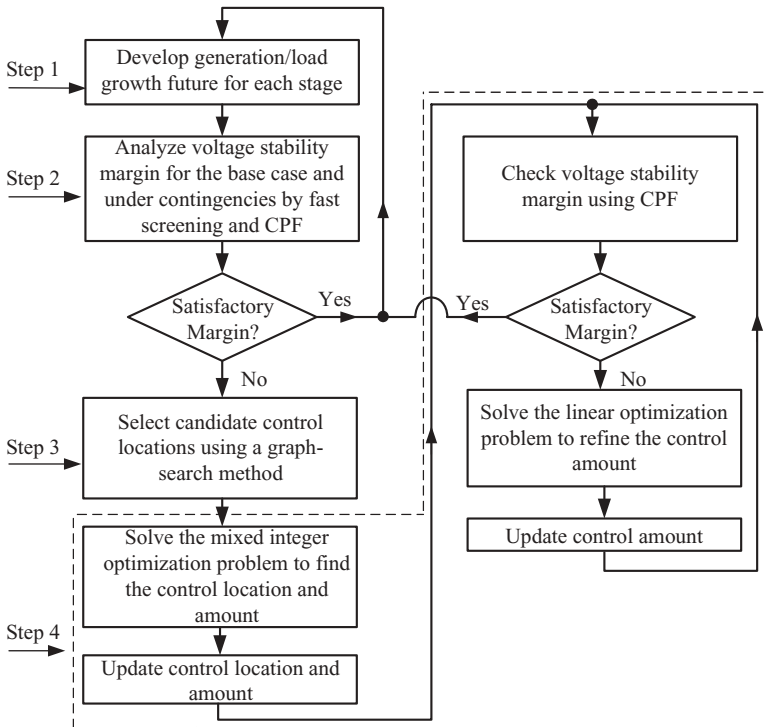 Step 1
Develop generation/load
growth future for each stage
Step 2
Analyze voltage stability
margin for the base case and
under contingencies by fast
screening and CPF
Satisfactory
Margin?
Yes
No
Step 3
Select candidate control
locations using a graph-
search method
Step 4
Solve the mixed integer
optimization problem to find
the control location and
amount
Update control location and
amount
Check voltage stability
margin using CPF
Satisfactory
Margin?
Yes
No
Solve the linear optimization
problem to refine the control
amount
Update control amount